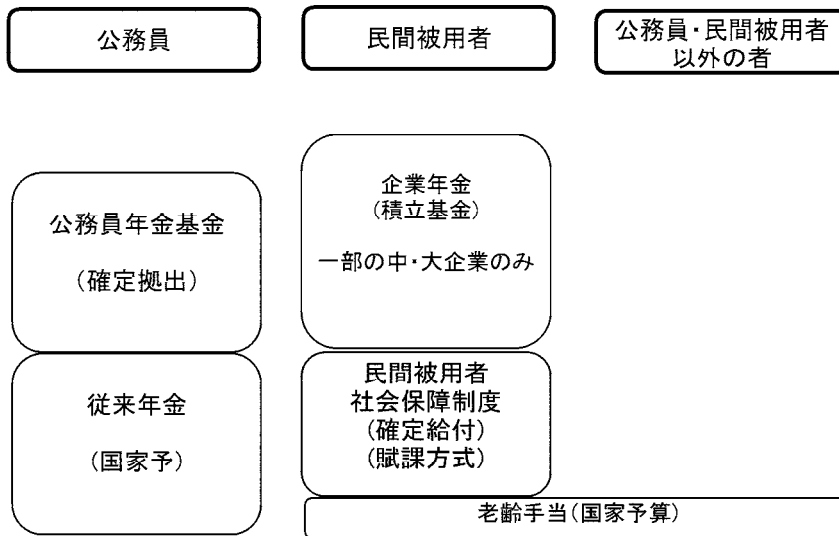 公務員
民間被用者
公務員・民間被用者
以外の者
公務員年金基金
(確定拠出)
企業年金
(積立基金)
一部の中・大企業のみ
従来年金
(国家予)
民間被用者
社会保障制度
(確定給付)
(賦課方式)
老齢手当(国家予算)